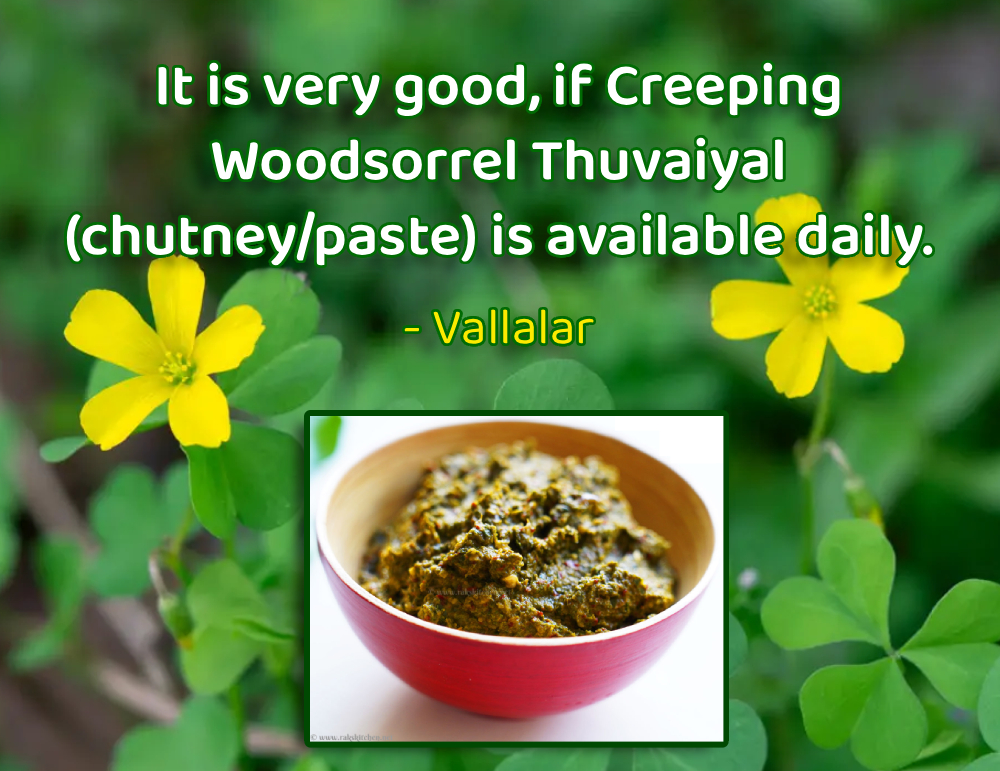 It is very good, if Creeping
Woodsorrel Thuvaiyal
(chutney/paste) is available daily.
- Vallalar